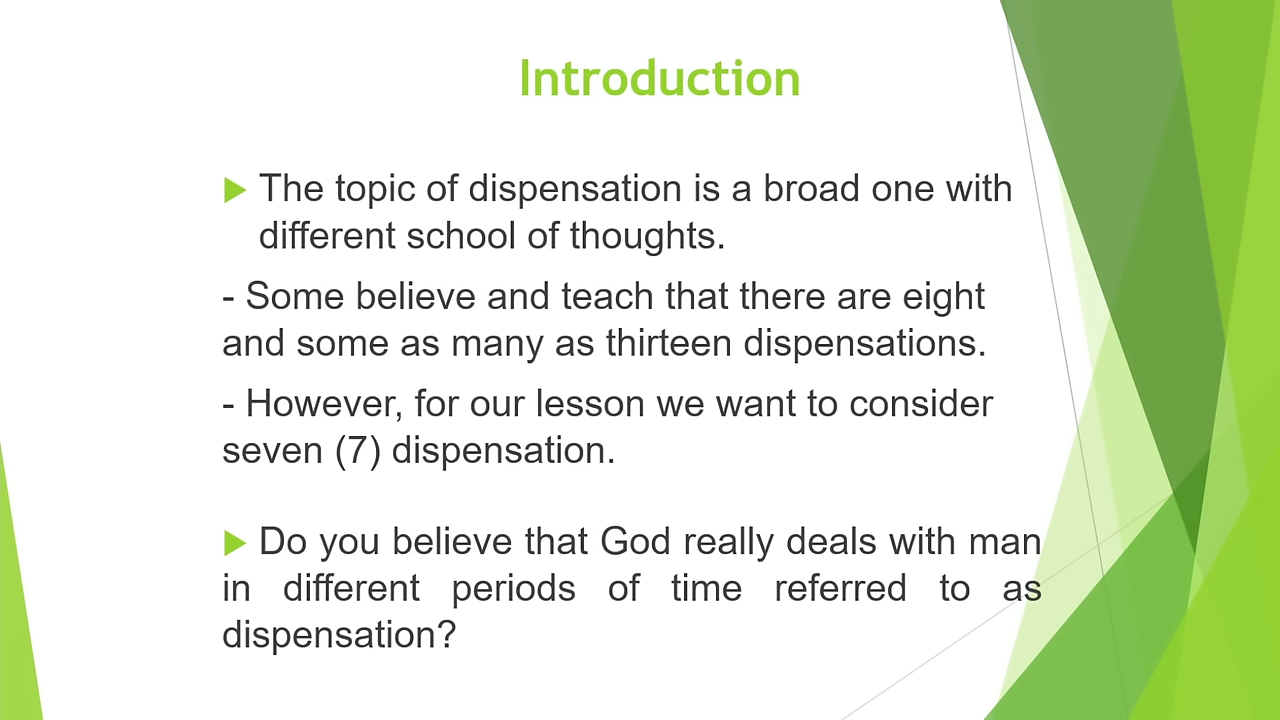 Introduction
The topic of dispensation is a broad one with
different school of thoughts.
- Some believe and teach that there are eight
and some as many as thirteen dispensations.
- However, for our lesson we want to consider
seven (7) dispensation.
Do you believe that God really deals with man
in different periods of time referred to as
dispensation?